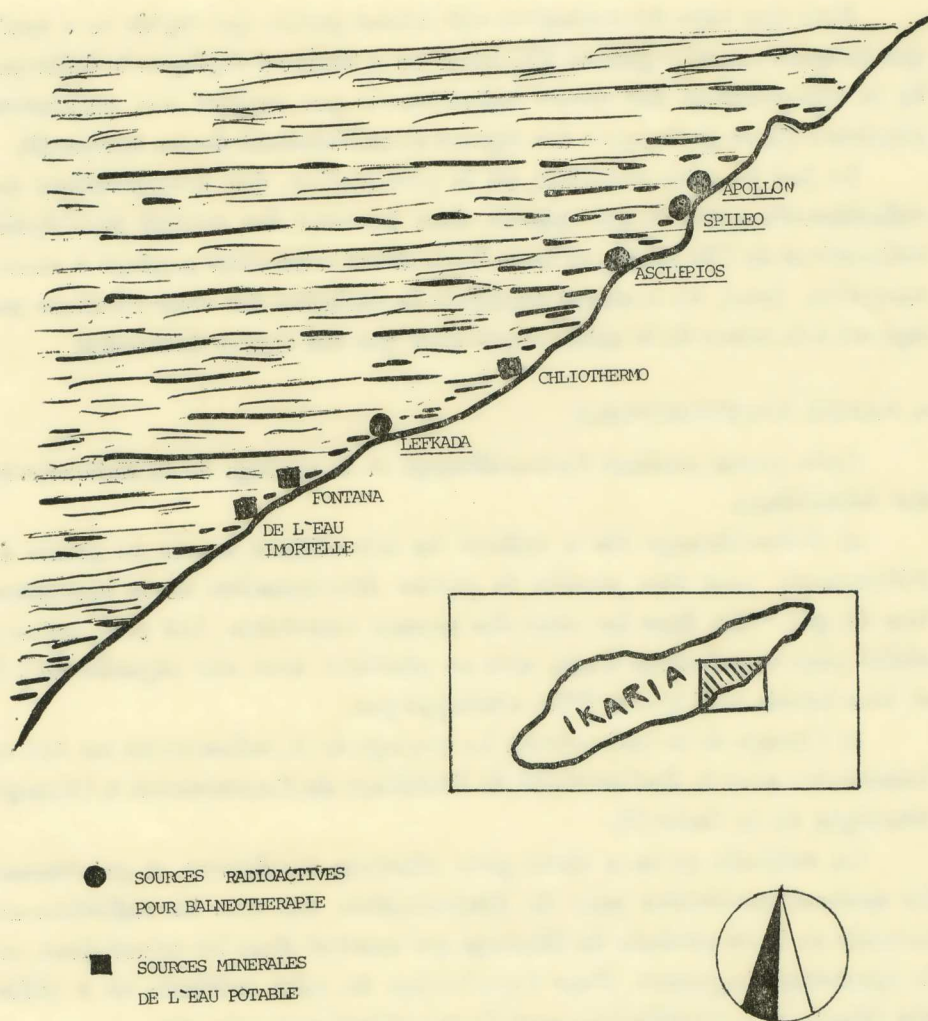 APOLLON
SPILEO
ASCLEPIOS
CHLIOTHERMO
LEFKADA
FONTANA
DE L`EAU
IMORTELLE
IKARIA
SOURCES RADIOACTIVES
POUR BALNEOTHERAPIE
SOURCES MINERALES
DE L`EAU POTABLE